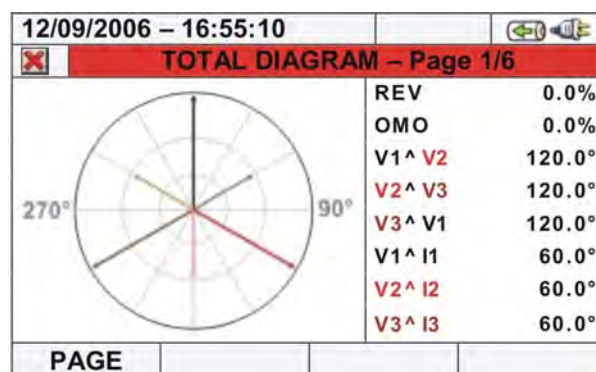 12/09/2006 – 16:55:10
TOTAL DIAGRAM – Page 1/6
270°
90°
REV 0.0%
OMO 0.0%
V1^ V2 120.0°
V2^ V3 120.0°
V3^ V1 120.0°
V1^ I1 60.0°
V2^ I2 60.0°
V3^ I3 60.0°
PAGE